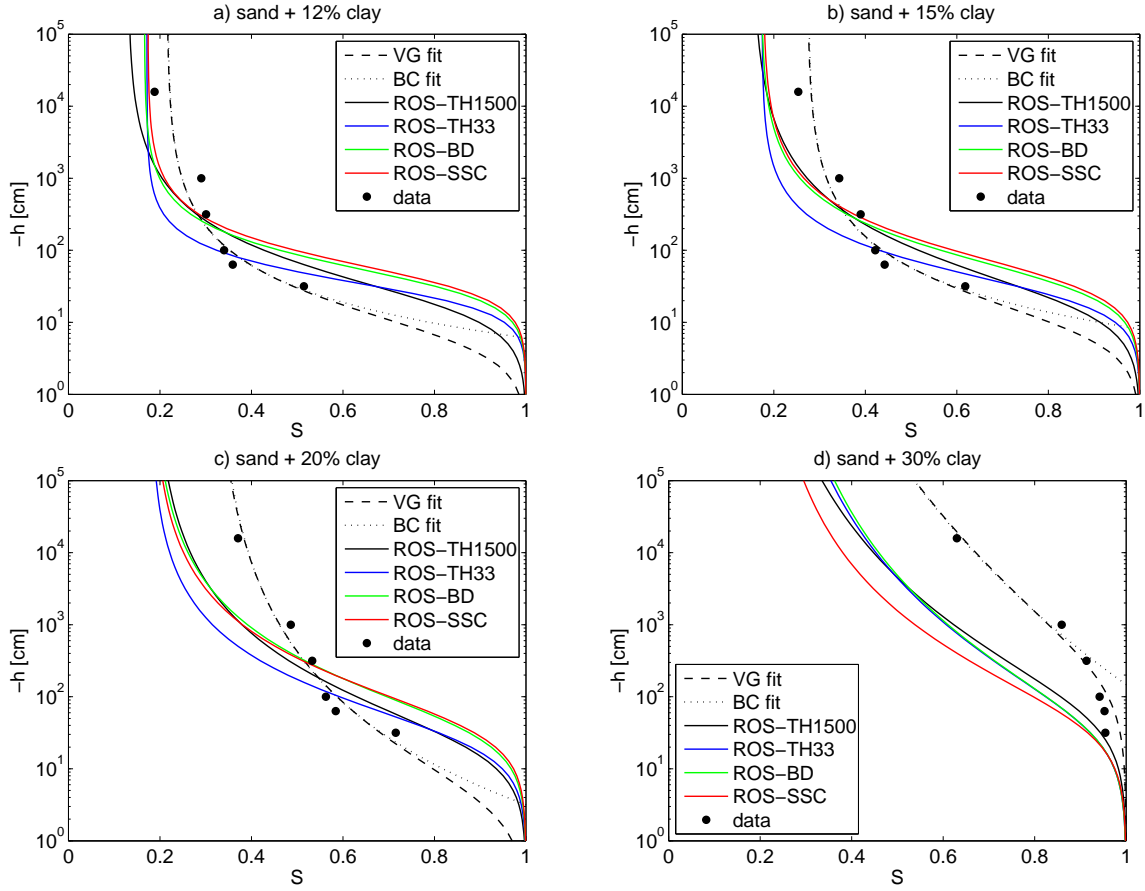 a) sand + 12% clay
10^5
10^4
10^3
10^2
10^1
10^0
−h [cm]
0 0.2 0.4 0.6 0.8 1
S
VG fit
BC fit
ROS−TH1500
ROS−TH33
ROS−BD
ROS−SSC
data
b) sand + 15% clay
10^5
10^4
10^3
10^2
10^1
10^0
−h [cm]
0 0.2 0.4 0.6 0.8 1
S
VG fit
BC fit
ROS−TH1500
ROS−TH33
ROS−BD
ROS−SSC
data
c) sand + 20% clay
10^5
10^4
10^3
10^2
10^1
10^0
−h [cm]
0 0.2 0.4 0.6 0.8 1
S
VG fit
BC fit
ROS−TH1500
ROS−TH33
ROS−BD
ROS−SSC
data
d) sand + 30% clay
10^5
10^4
10^3
10^2
10^1
10^0
−h [cm]
0 0.2 0.4 0.6 0.8 1
S
VG fit
BC fit
ROS−TH1500
ROS−TH33
ROS−BD
ROS−SSC
data